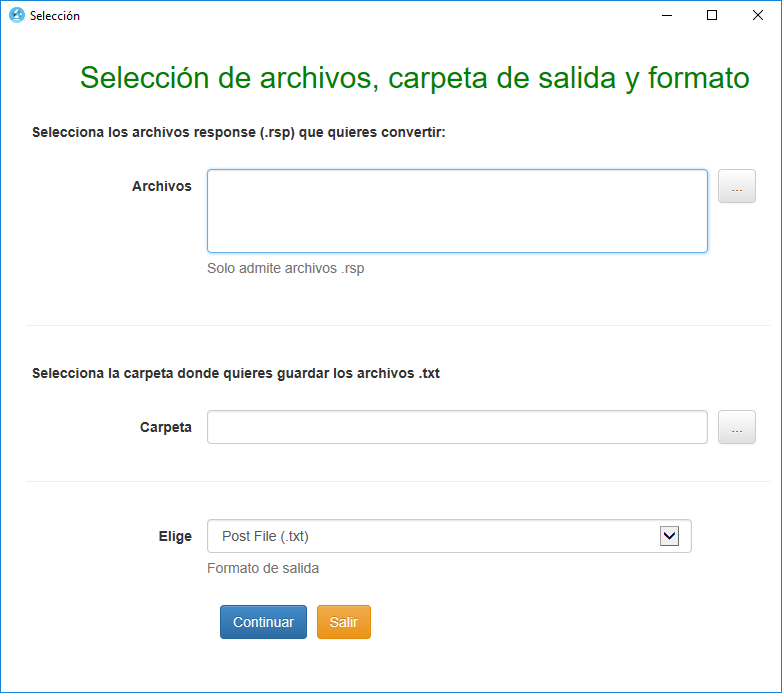 Selección
Selección de archivos, carpeta de salida y formato
Selecciona los archivos response (.rsp) que quieres convertir:
Archivos
...
Solo admite archivos .rsp
Selecciona la carpeta donde quieres guardar los archivos .txt
Carpeta
...
Elige
Post File (.txt)
Formato de salida
Continuar
Salir